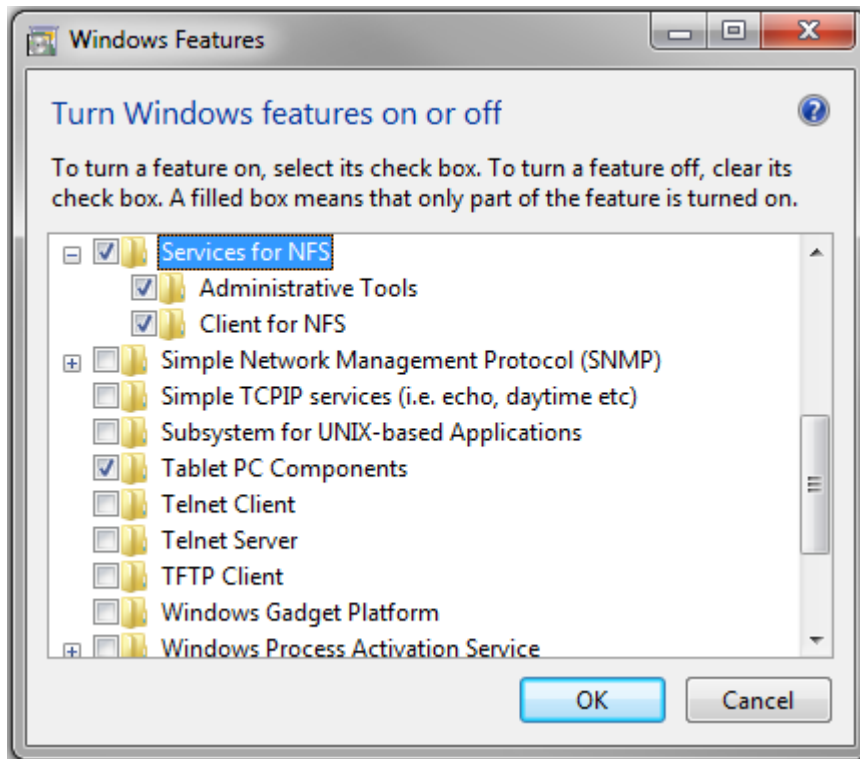 Windows Features
Turn Windows features on or off
To turn a feature on, select its check box. To turn a feature off, clear its
check box. A filled box means that only part of the feature is turned on.
Services for NFS
Administrative Tools
Client for NFS
Simple Network Management Protocol (SNMP)
Simple TCPIP services (i.e. echo, daytime etc)
Subsystem for UNIX-based Applications
Tablet PC Components
Telnet Client
Telnet Server
TFTP Client
Windows Gadget Platform
Windows Process Activation Service
OK Cancel